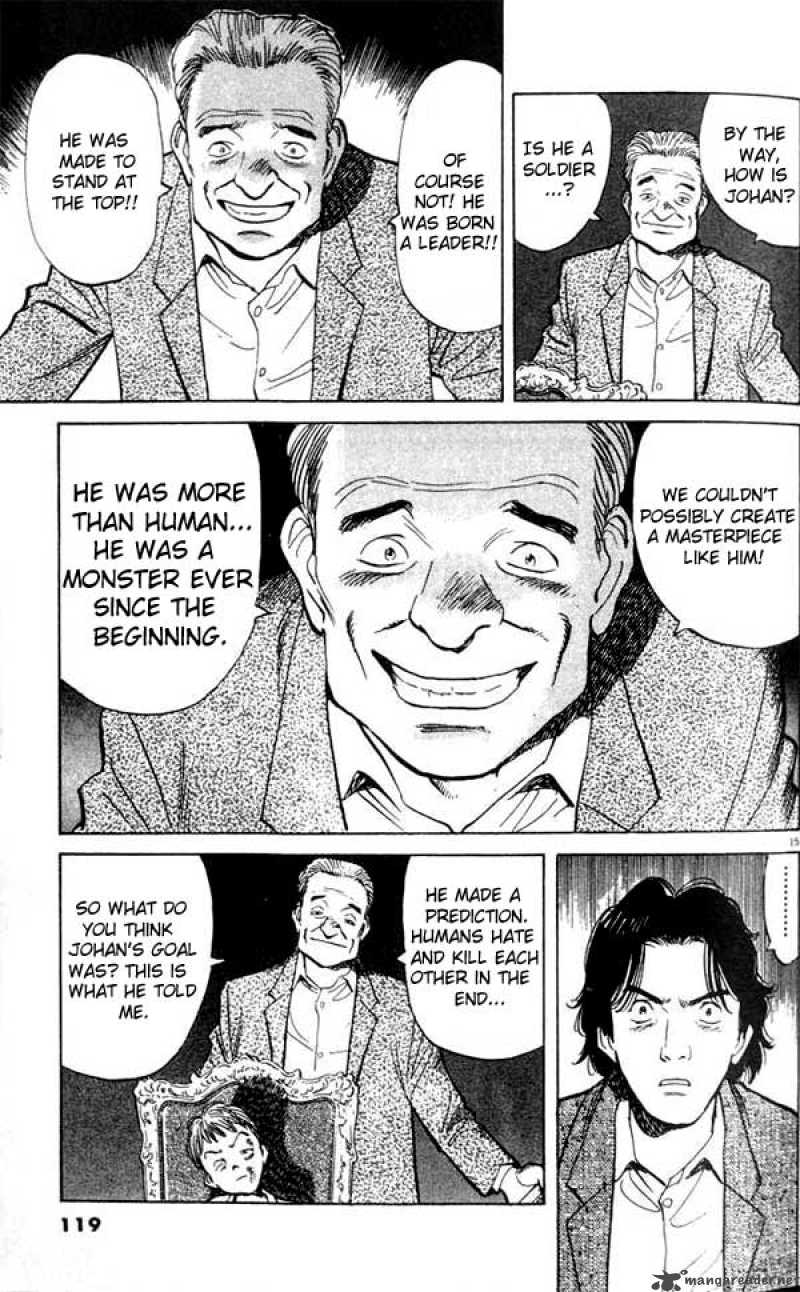 BY THE
WAY,
HOW IS
JOHAN?
IS HE A
SOLDIER
...?
OF
COURSE
NOT! HE
WAS BORN
A LEADER!!
HE WAS
MADE TO
STAND AT
THE TOP!!
WE COULDN'T
POSSIBLY CREATE
A MASTERPIECE
LIKE HIM!
HE WAS MORE
THAN HUMAN...
HE WAS A
MONSTER EVER
SINCE THE
BEGINNING.
15
.........
HE MADE A
PREDICTION.
HUMANS HATE
AND KILL EACH
OTHER IN THE
END...
SO WHAT DO
YOU THINK
JOHAN'S GOAL
WAS? THIS IS
WHAT HE TOLD
ME.
119
mangareader.net